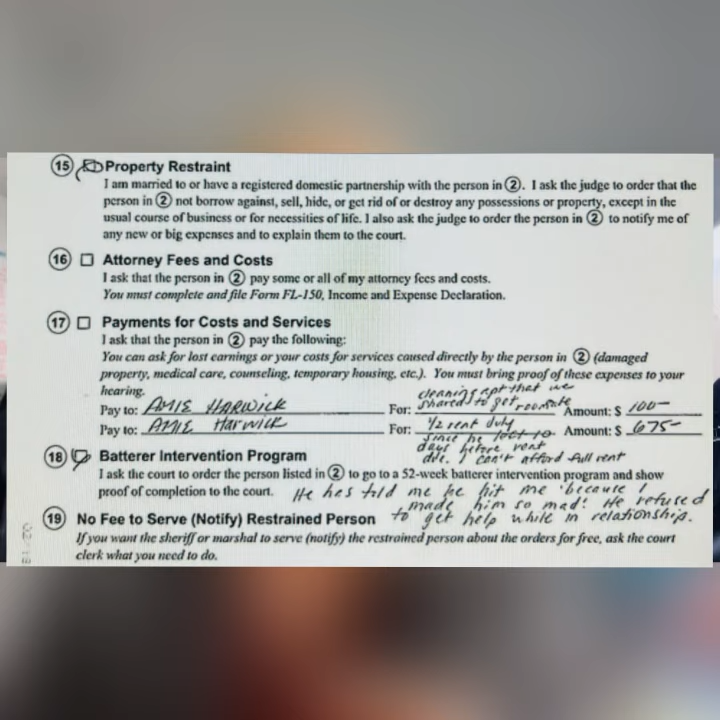 15 Property Restraint
I am married to or have a registered domestic partnership with the person in 2. I ask the judge to order that the
person in 2 not borrow against, sell, hide, or get rid of or destroy any possessions or property, except in the
usual course of business or for necessities of life. I also ask the judge to order the person in 2 to notify me of
any new or big expenses and to explain them to the court.
16 Attorney Fees and Costs
I ask that the person in 2 pay some or all of my attorney fees and costs.
You must complete and file Form FL-150, Income and Expense Declaration.
17 Payments for Costs and Services
I ask that the person in 2 pay the following:
You can ask for lost earnings or your costs for services caused directly by the person in 2 (damaged
property, medical care, counseling, temporary housing, etc.). You must bring proof of these expenses to your
hearing.
cleaning apt that we
Pay to: AMIE HARWICK For: shared to get roomate Amount: $ 100-
Pay to: AMIE Harwick For: 1/2 rent duty Amount: $ 675-
since he left 10
days before rent
due. I can't afford full rent
18 Batterer Intervention Program
I ask the court to order the person listed in 2 to go to a 52-week batterer intervention program and show
proof of completion to the court. He has told me he hit me "because I
made him so mad! He refused
to get help while in relationship.
19 No Fee to Serve (Notify) Restrained Person
If you want the sheriff or marshal to serve (notify) the restrained person about the orders for free, ask the court
clerk what you need to do.